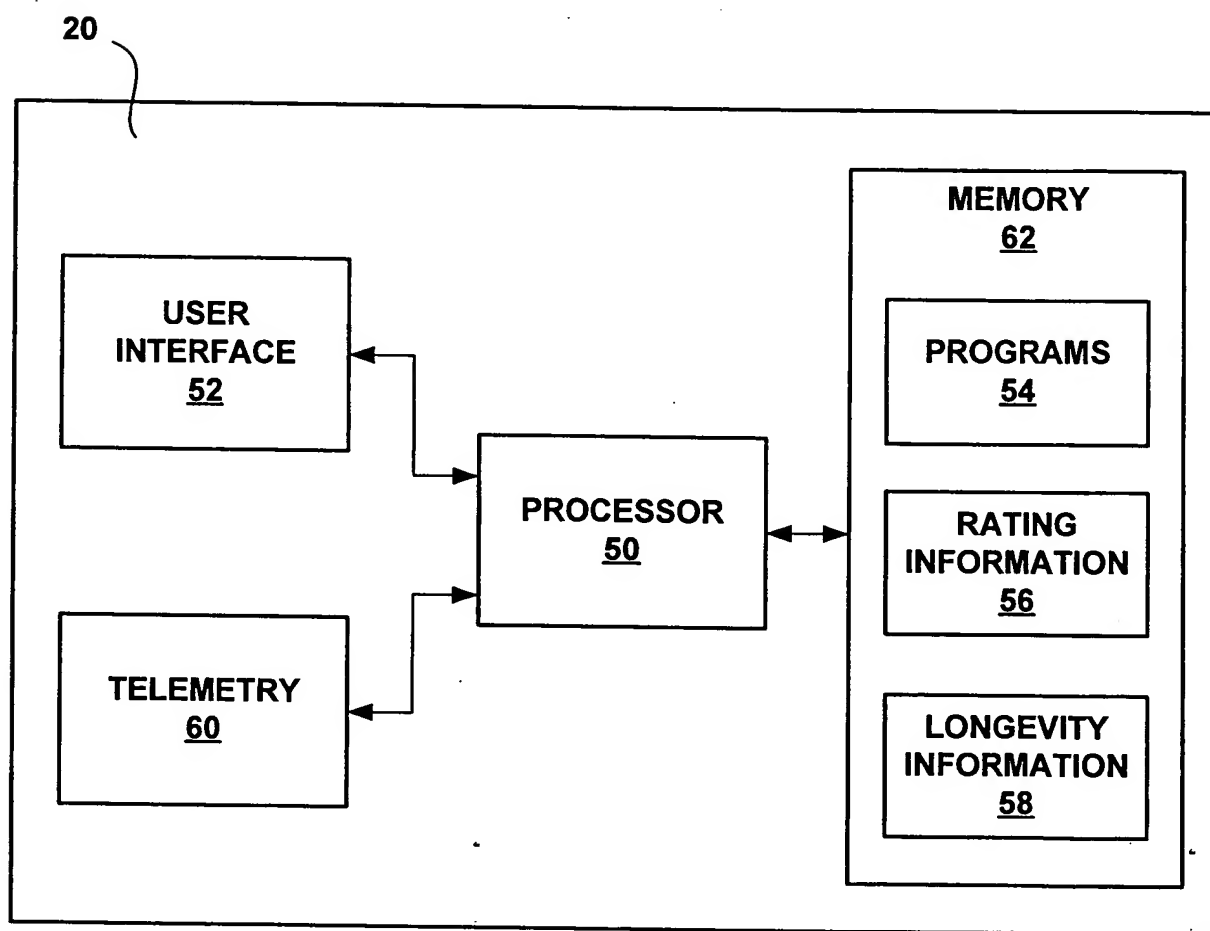 20
MEMORY
62
USER
INTERFACE
52
PROGRAMS
54
PROCESSOR
50
RATING
INFORMATION
56
TELEMETRY
60
LONGEVITY
INFORMATION
58